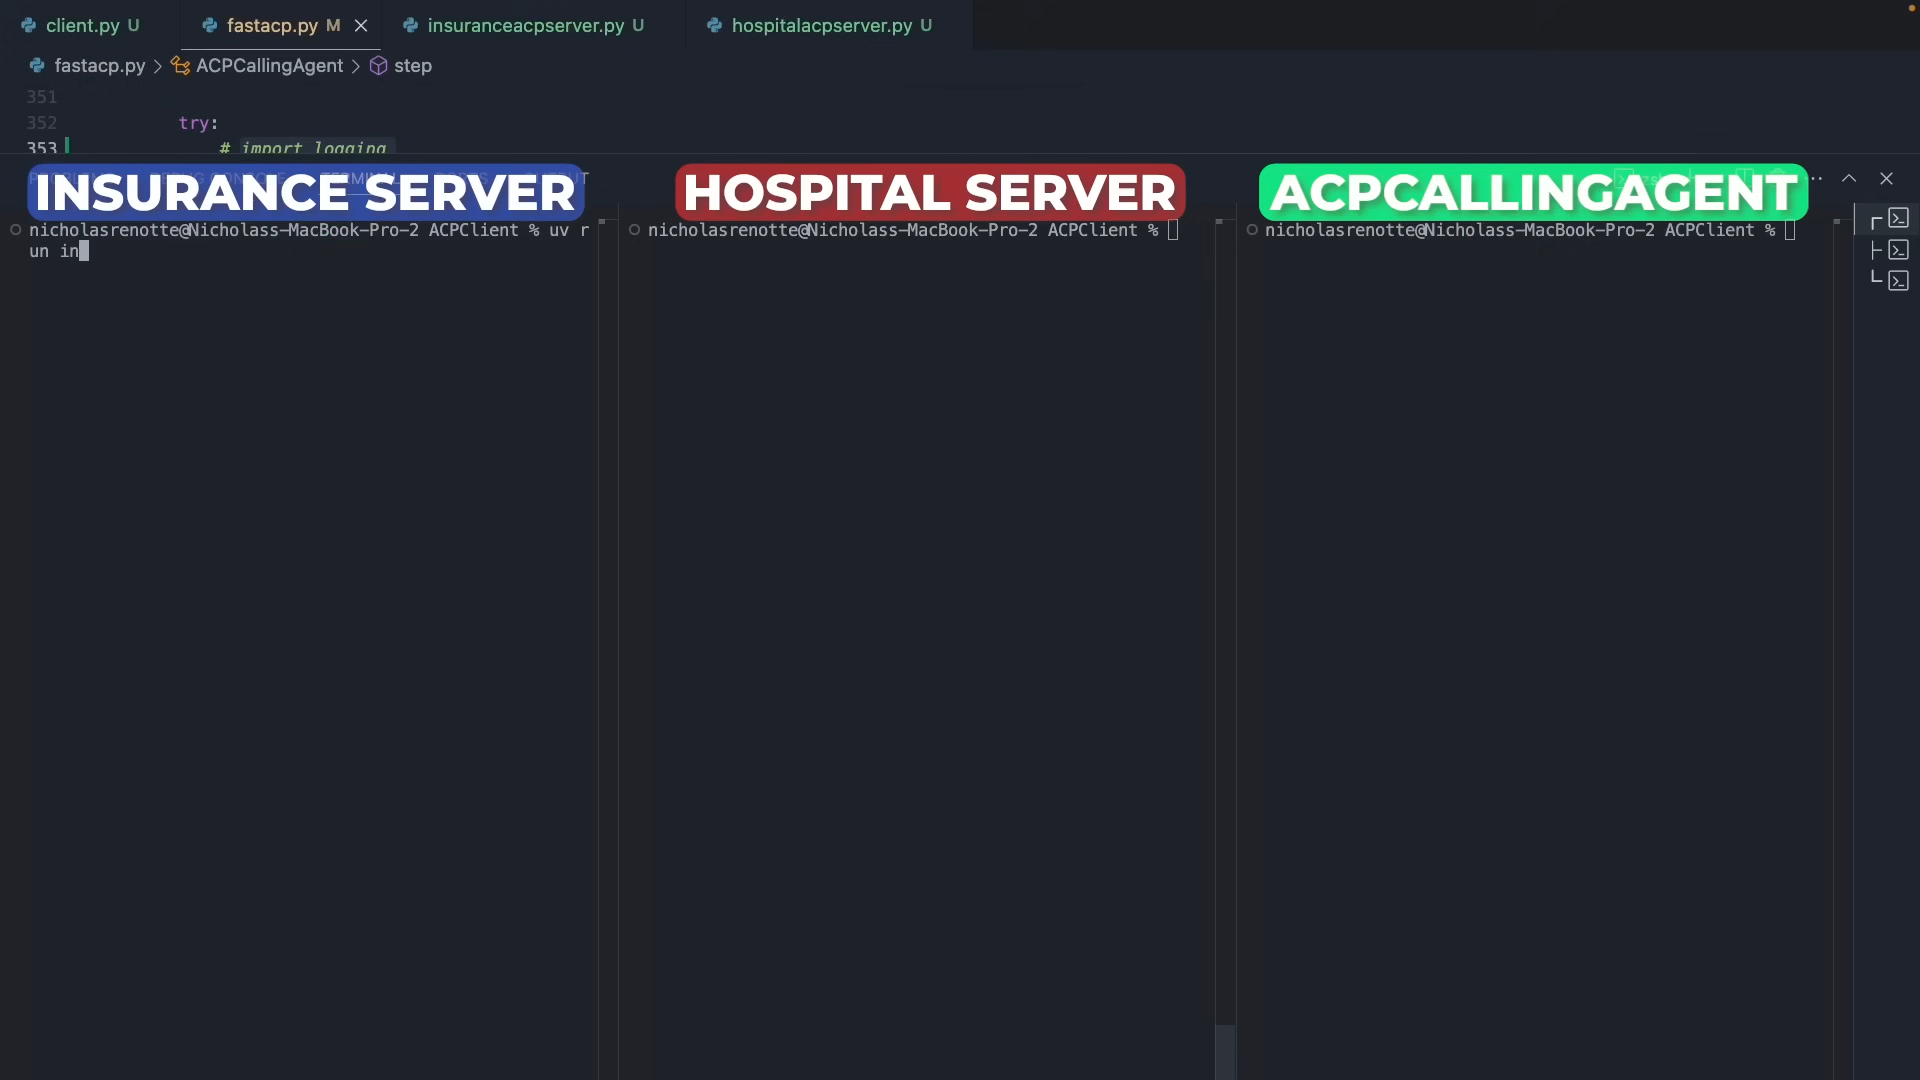 client.py U
fastacp.py M
insuranceacpserver.py U
hospitalacpserver.py U
fastacp.py > ACPCallingAgent > step
351
352 try:
353 # import logging
INSURANCE SERVER
HOSPITAL SERVER
ACPCALLINGAGENT
nicholasrenotte@Nicholass-MacBook-Pro-2 ACPClient % uv r
un in
nicholasrenotte@Nicholass-MacBook-Pro-2 ACPClient %
nicholasrenotte@Nicholass-MacBook-Pro-2 ACPClient %